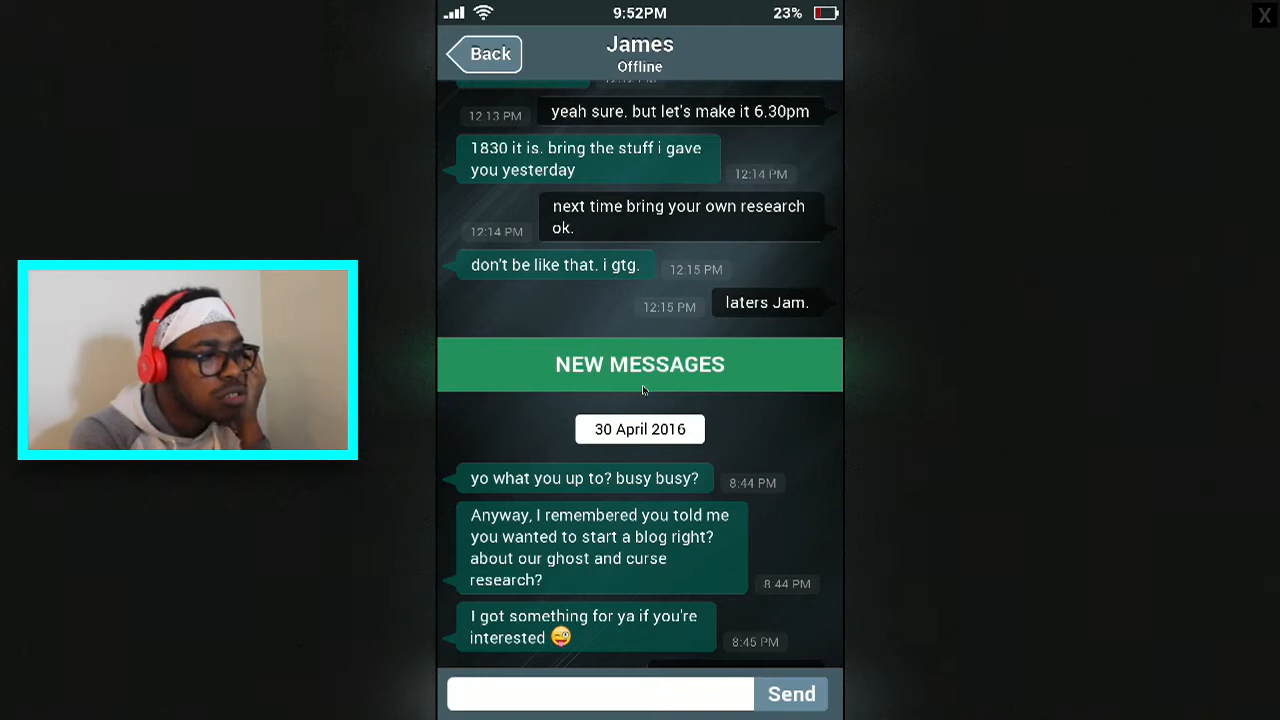 9:52PM
23%
X
Back
James
Offline
12.13 PM
yeah sure. but let's make it 6.30pm
1830 it is. bring the stuff i gave
you yesterday
12:14 PM
next time bring your own research
ok.
12:14 PM
don't be like that. i gtg.
12.15 PM
12:15 PM
laters Jam.
NEW MESSAGES
30 April 2016
yo what you up to? busy busy?
8:44 PM
Anyway, I remembered you told me
you wanted to start a blog right?
about our ghost and curse
research?
8:44 PM
I got something for ya if you're
interested 😜
8:45 PM
Send